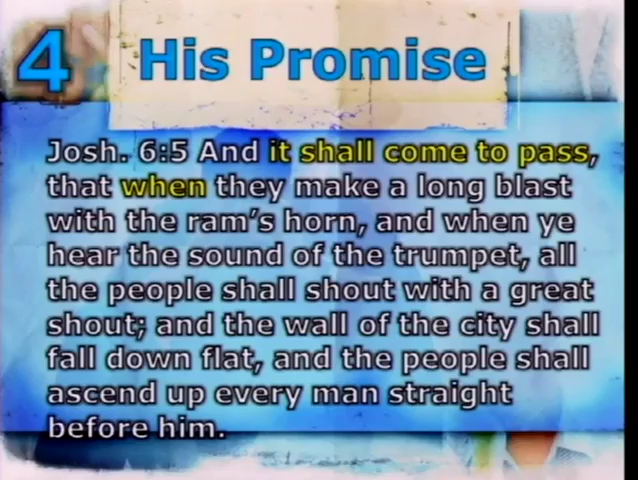 4 His Promise
Josh. 6:5 And it shall come to pass,
that when they make a long blast
with the ram's horn, and when ye
hear the sound of the trumpet, all
the people shall shout with a great
shout; and the wall of the city shall
fall down flat, and the people shall
ascend up every man straight
before him.